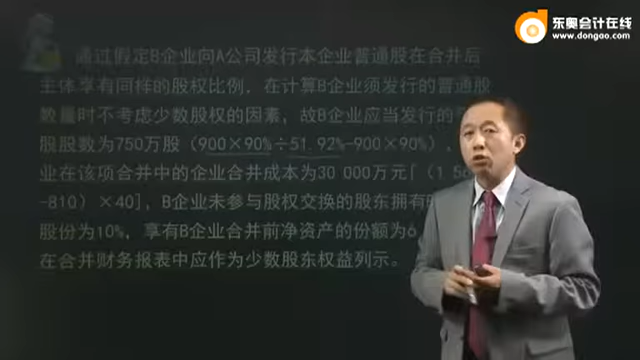 东奥会计在线
www.dongao.com
通过假定B企业向A公司发行本企业普通股在合并后
主体享有同样的股权比例，在计算B企业须发行的普通股
数量时不考虑少数股权的因素，故B企业应当发行的
股股数为750万股（900×90%÷51.92%-900×90%），
业在该项合并中的企业合并成本为30 000万元[（1 5
-810）×40]，B企业未参与股权交换的股东拥有
股份为10%，享有B企业合并前净资产的份额为6
在合并财务报表中应作为少数股东权益列示。